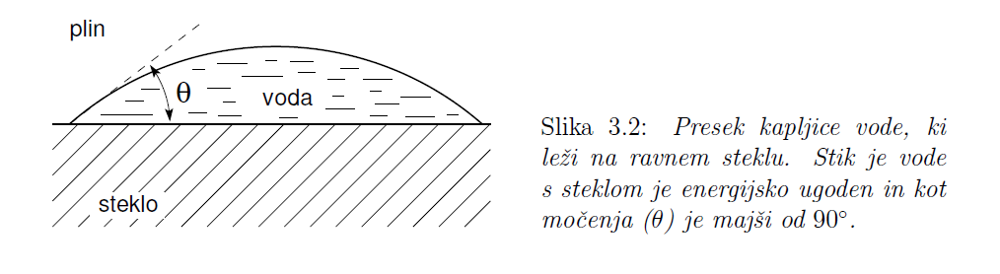 plin
θ
voda
steklo
Slika 3.2: Presek kapljice vode, ki
leži na ravnem steklu. Stik je vode
s steklom je energijsko ugoden in kot
močenja (θ) je majši od 90°.